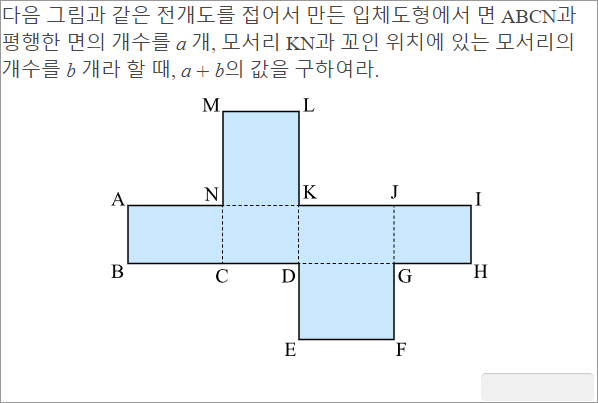 다음 그림과 같은 전개도를 접어서 만든 입체도형에서 면 ABCN과
평행한 면의 개수를 a 개, 모서리 KN과 꼬인 위치에 있는 모서리의
개수를 b 개라 할 때, a + b의 값을 구하여라.
M L
A N K J I
B C D G H
E F